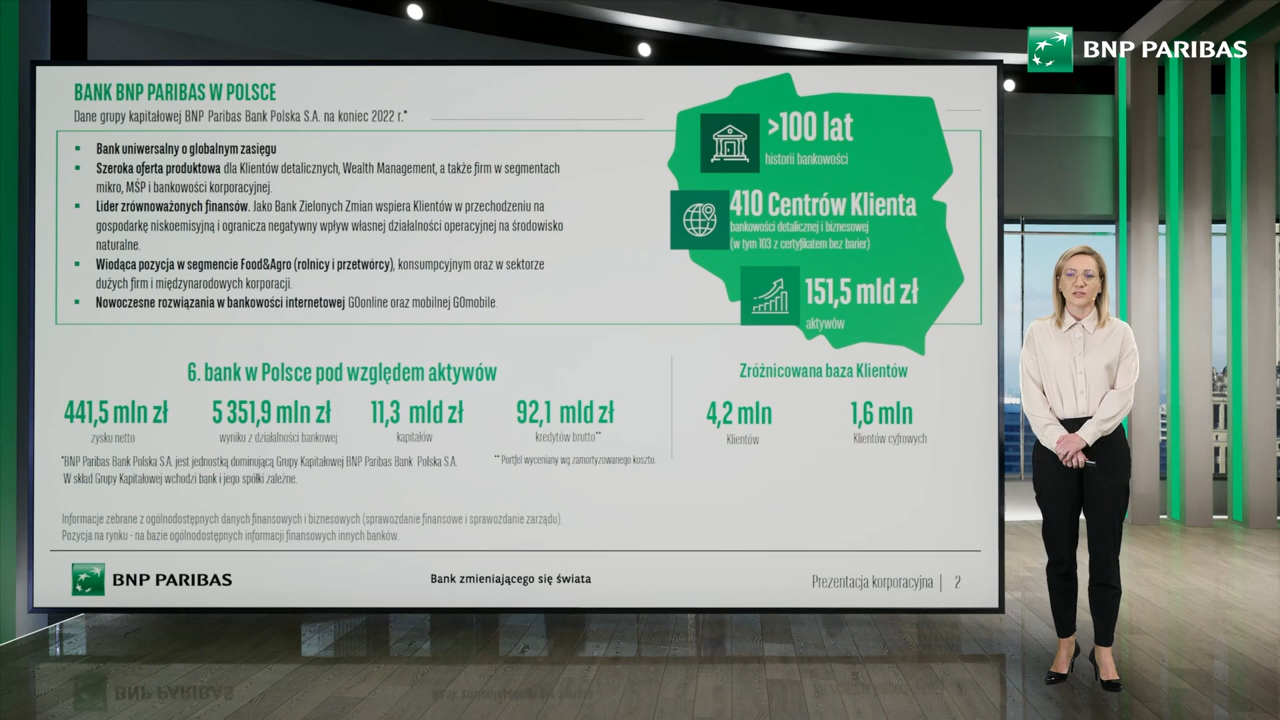 BNP PARIBAS
BANK BNP PARIBAS W POLSCE
Dane grupy kapitałowej BNP Paribas Bank Polska S.A. na koniec 2022 r.*
▪ Bank uniwersalny o globalnym zasięgu
▪ Szeroka oferta produktowa dla Klientów detalicznych, Wealth Management, a także firm w segmentach
mikro, MŚP i bankowości korporacyjnej.
▪ Lider zrównoważonych finansów. Jako Bank Zielonych Zmian wspiera Klientów w przechodzeniu na
gospodarkę niskoemisyjną i ogranicza negatywny wpływ własnej działalności operacyjnej na środowisko
naturalne.
▪ Wiodąca pozycja w segmencie Food&Agro (rolnicy i przetwórcy), konsumpcyjnym oraz w sektorze
dużych firm i międzynarodowych korporacji.
▪ Nowoczesne rozwiązania w bankowości internetowej GOonline oraz mobilnej GOmobile.
>100 lat
historii bankowości
410 Centrów Klienta
bankowości detalicznej i biznesowej
(w tym 103 z certyfikatem bez barier)
151,5 mld zł
aktywów
6. bank w Polsce pod względem aktywów
441,5 mln zł 5 351,9 mln zł 11,3 mld zł 92,1 mld zł
zysku netto wyniku z działalności bankowej kapitałów kredytów brutto**
*BNP Paribas Bank Polska S.A. jest jednostką dominującą Grupy Kapitałowej BNP Paribas Bank Polska S.A.
W skład Grupy Kapitałowej wchodzi bank i jego spółki zależne.
** Portfel wyceniany wg zamortyzowanego kosztu.
Zróżnicowana baza Klientów
4,2 mln 1,6 mln
Klientów Klientów cyfrowych
Informacje zebrane z ogólnodostępnych danych finansowych i biznesowych (sprawozdanie finansowe i sprawozdanie zarządu).
Pozycja na rynku - na bazie ogólnodostępnych informacji finansowych innych banków.
BNP PARIBAS
Bank zmieniającego się świata
Prezentacja korporacyjna | 2